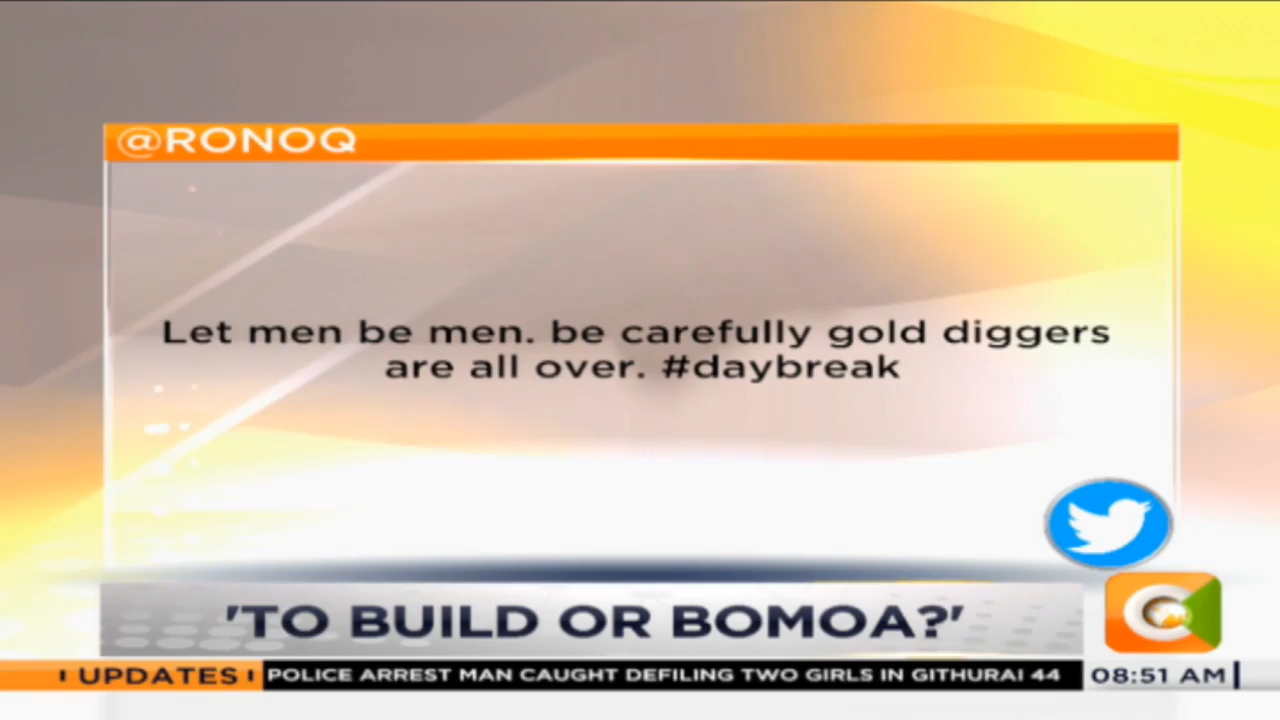 @RONOQ
Let men be men. be carefully gold diggers
are all over. #daybreak
'TO BUILD OR BOMOA?'
UPDATES
POLICE ARREST MAN CAUGHT DEFILING TWO GIRLS IN GITHURAI 44
08:51 AM